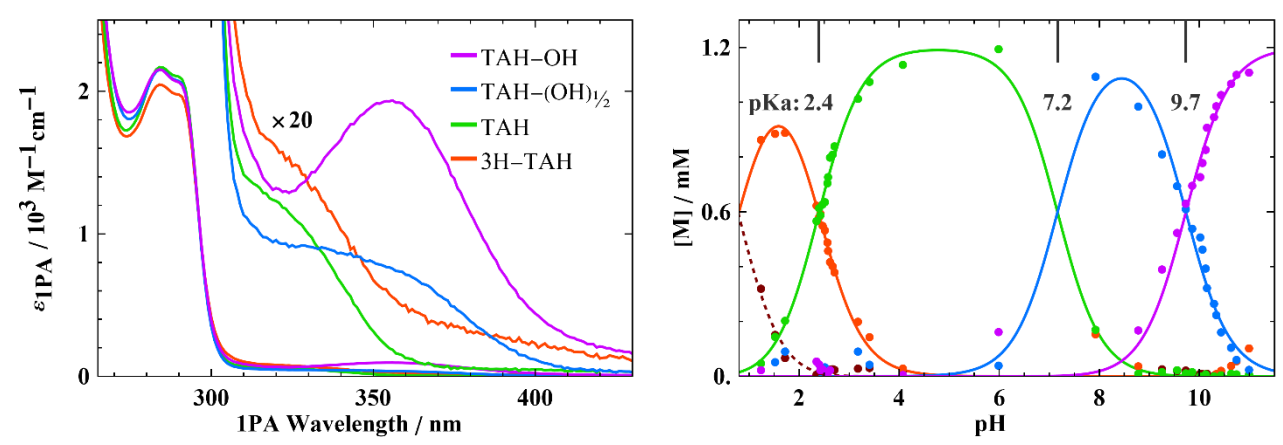 ε1PA / 10³ M⁻¹cm⁻¹
2
1
0
TAH–OH
TAH–(OH)½
TAH
3H–TAH
×20
300
350
400
1PA Wavelength / nm
[M] / mM
1.2
0.6
0.
pKa: 2.4
7.2
9.7
2
4
6
8
10
pH